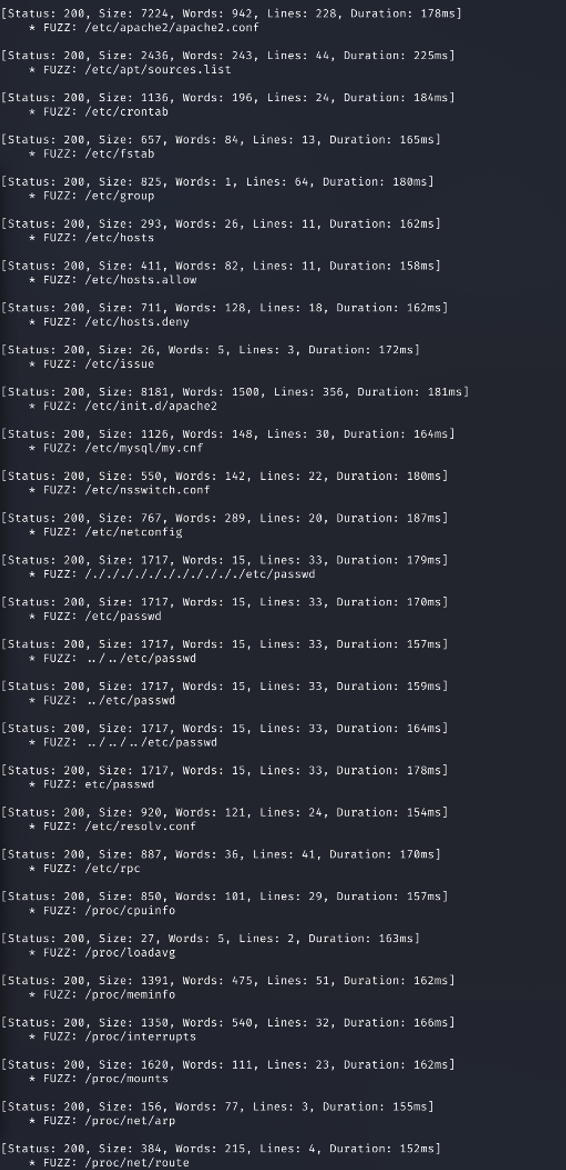 [Status: 200, Size: 7224, Words: 942, Lines: 228, Duration: 178ms]
* FUZZ: /etc/apache2/apache2.conf
[Status: 200, Size: 2436, Words: 243, Lines: 44, Duration: 225ms]
* FUZZ: /etc/apt/sources.list
[Status: 200, Size: 1136, Words: 196, Lines: 24, Duration: 184ms]
* FUZZ: /etc/crontab
[Status: 200, Size: 657, Words: 84, Lines: 13, Duration: 165ms]
* FUZZ: /etc/fstab
[Status: 200, Size: 825, Words: 1, Lines: 64, Duration: 180ms]
* FUZZ: /etc/group
[Status: 200, Size: 293, Words: 26, Lines: 11, Duration: 162ms]
* FUZZ: /etc/hosts
[Status: 200, Size: 411, Words: 82, Lines: 11, Duration: 158ms]
* FUZZ: /etc/hosts.allow
[Status: 200, Size: 711, Words: 128, Lines: 18, Duration: 162ms]
* FUZZ: /etc/hosts.deny
[Status: 200, Size: 26, Words: 5, Lines: 3, Duration: 172ms]
* FUZZ: /etc/issue
[Status: 200, Size: 8181, Words: 1500, Lines: 356, Duration: 181ms]
* FUZZ: /etc/init.d/apache2
[Status: 200, Size: 1126, Words: 148, Lines: 30, Duration: 164ms]
* FUZZ: /etc/mysql/my.cnf
[Status: 200, Size: 550, Words: 142, Lines: 22, Duration: 180ms]
* FUZZ: /etc/nsswitch.conf
[Status: 200, Size: 767, Words: 289, Lines: 20, Duration: 187ms]
* FUZZ: /etc/netconfig
[Status: 200, Size: 1717, Words: 15, Lines: 33, Duration: 179ms]
* FUZZ: /./././././././././././etc/passwd
[Status: 200, Size: 1717, Words: 15, Lines: 33, Duration: 170ms]
* FUZZ: /etc/passwd
[Status: 200, Size: 1717, Words: 15, Lines: 33, Duration: 157ms]
* FUZZ: ../../etc/passwd
[Status: 200, Size: 1717, Words: 15, Lines: 33, Duration: 159ms]
* FUZZ: ../etc/passwd
[Status: 200, Size: 1717, Words: 15, Lines: 33, Duration: 164ms]
* FUZZ: ../../../etc/passwd
[Status: 200, Size: 1717, Words: 15, Lines: 33, Duration: 178ms]
* FUZZ: etc/passwd
[Status: 200, Size: 920, Words: 121, Lines: 24, Duration: 154ms]
* FUZZ: /etc/resolv.conf
[Status: 200, Size: 887, Words: 36, Lines: 41, Duration: 170ms]
* FUZZ: /etc/rpc
[Status: 200, Size: 850, Words: 101, Lines: 29, Duration: 157ms]
* FUZZ: /proc/cpuinfo
[Status: 200, Size: 27, Words: 5, Lines: 2, Duration: 163ms]
* FUZZ: /proc/loadavg
[Status: 200, Size: 1391, Words: 475, Lines: 51, Duration: 162ms]
* FUZZ: /proc/meminfo
[Status: 200, Size: 1350, Words: 540, Lines: 32, Duration: 166ms]
* FUZZ: /proc/interrupts
[Status: 200, Size: 1620, Words: 111, Lines: 23, Duration: 162ms]
* FUZZ: /proc/mounts
[Status: 200, Size: 156, Words: 77, Lines: 3, Duration: 155ms]
* FUZZ: /proc/net/arp
[Status: 200, Size: 384, Words: 215, Lines: 4, Duration: 152ms]
* FUZZ: /proc/net/route